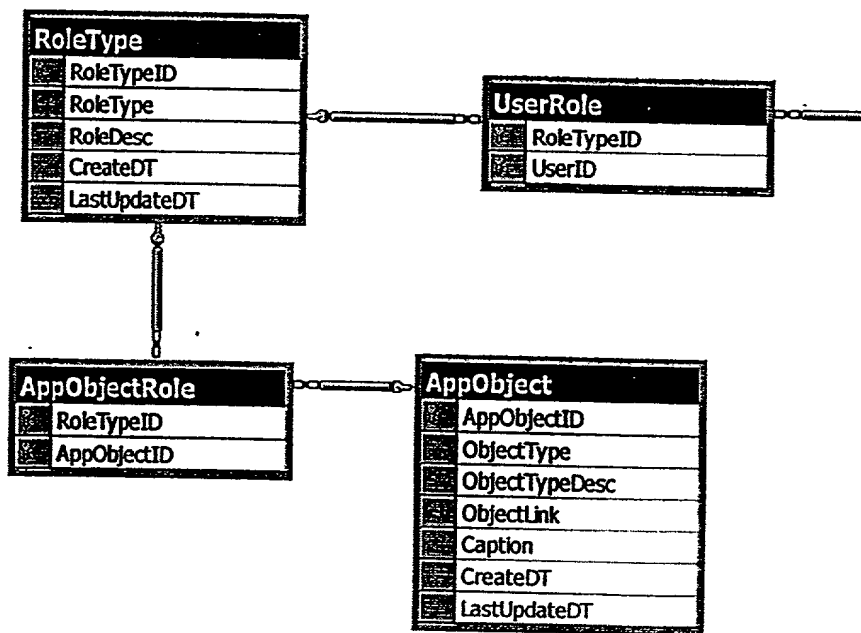 RoleType
RoleTypeID
RoleType
RoleDesc
CreateDT
LastUpdateDT
UserRole
RoleTypeID
UserID
AppObjectRole
RoleTypeID
AppObjectID
AppObject
AppObjectID
ObjectType
ObjectTypeDesc
ObjectLink
Caption
CreateDT
LastUpdateDT